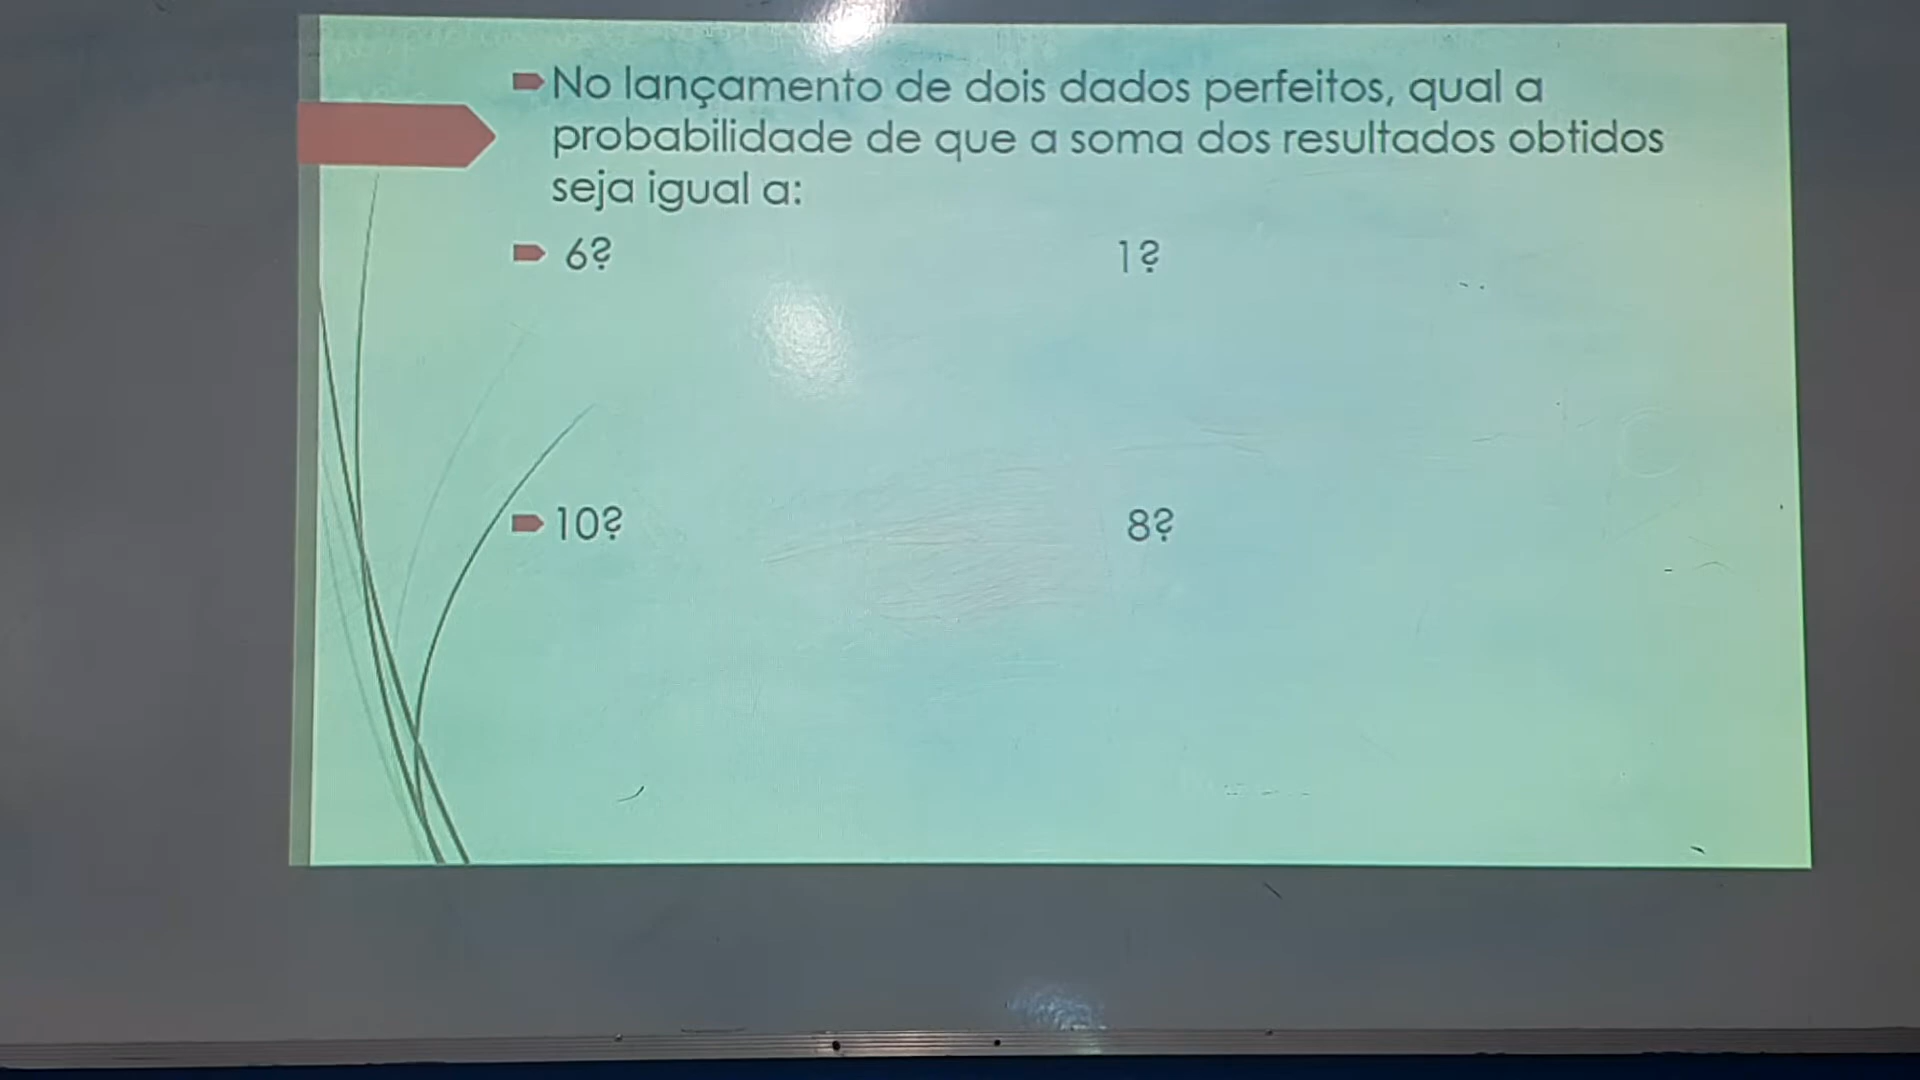 No lançamento de dois dados perfeitos, qual a
probabilidade de que a soma dos resultados obtidos
seja igual a:
6? 1?
10? 8?